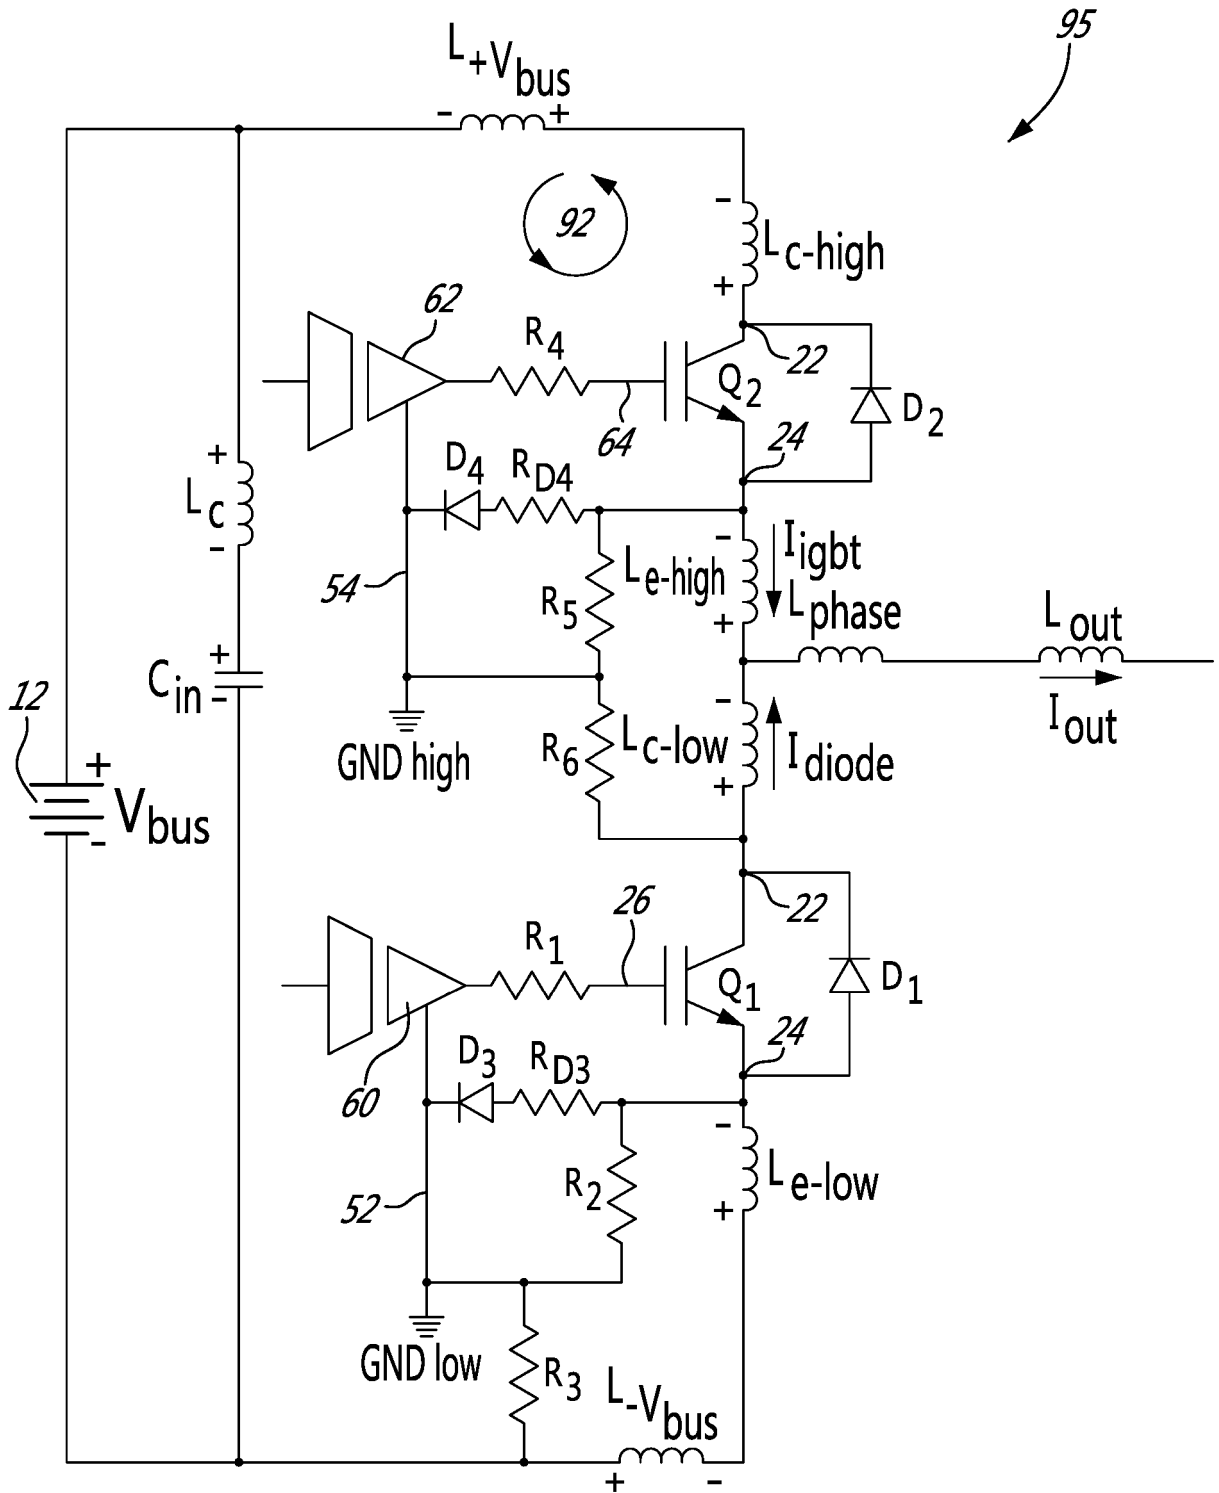 95
L+Vbus
- +
92
-
Lc-high
+
62
R4
22
Q2
D2
64
24
+
Lc
-
D4
RD4
-
Iigbt
Le-high
54
R5
Lphase
+
Lout
Iout
+
Cin
-
12
GND high
R6
Lc-low
-
Idiode
+
+
Vbus
-
26
22
R1
Q1
D1
24
60
D3
RD3
-
Le-low
+
52
R2
GND low
R3
L-Vbus
+ -